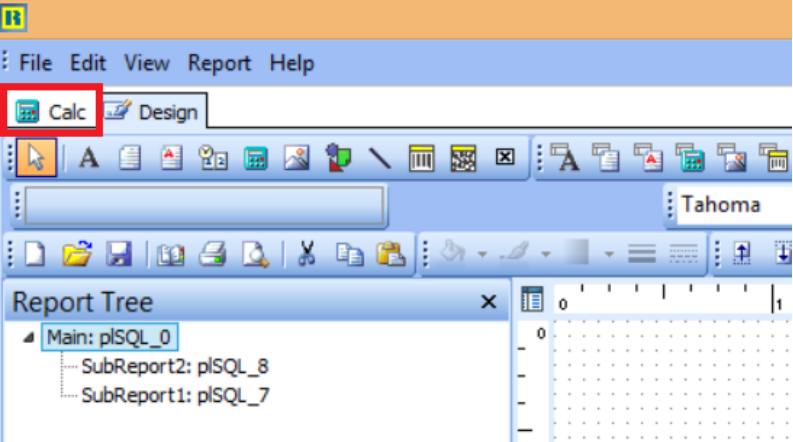 R
File Edit View Report Help
Calc Design
A A
Tahoma
Report Tree
0 1
Main: plSQL_0
0
SubReport2: plSQL_8
SubReport1: plSQL_7